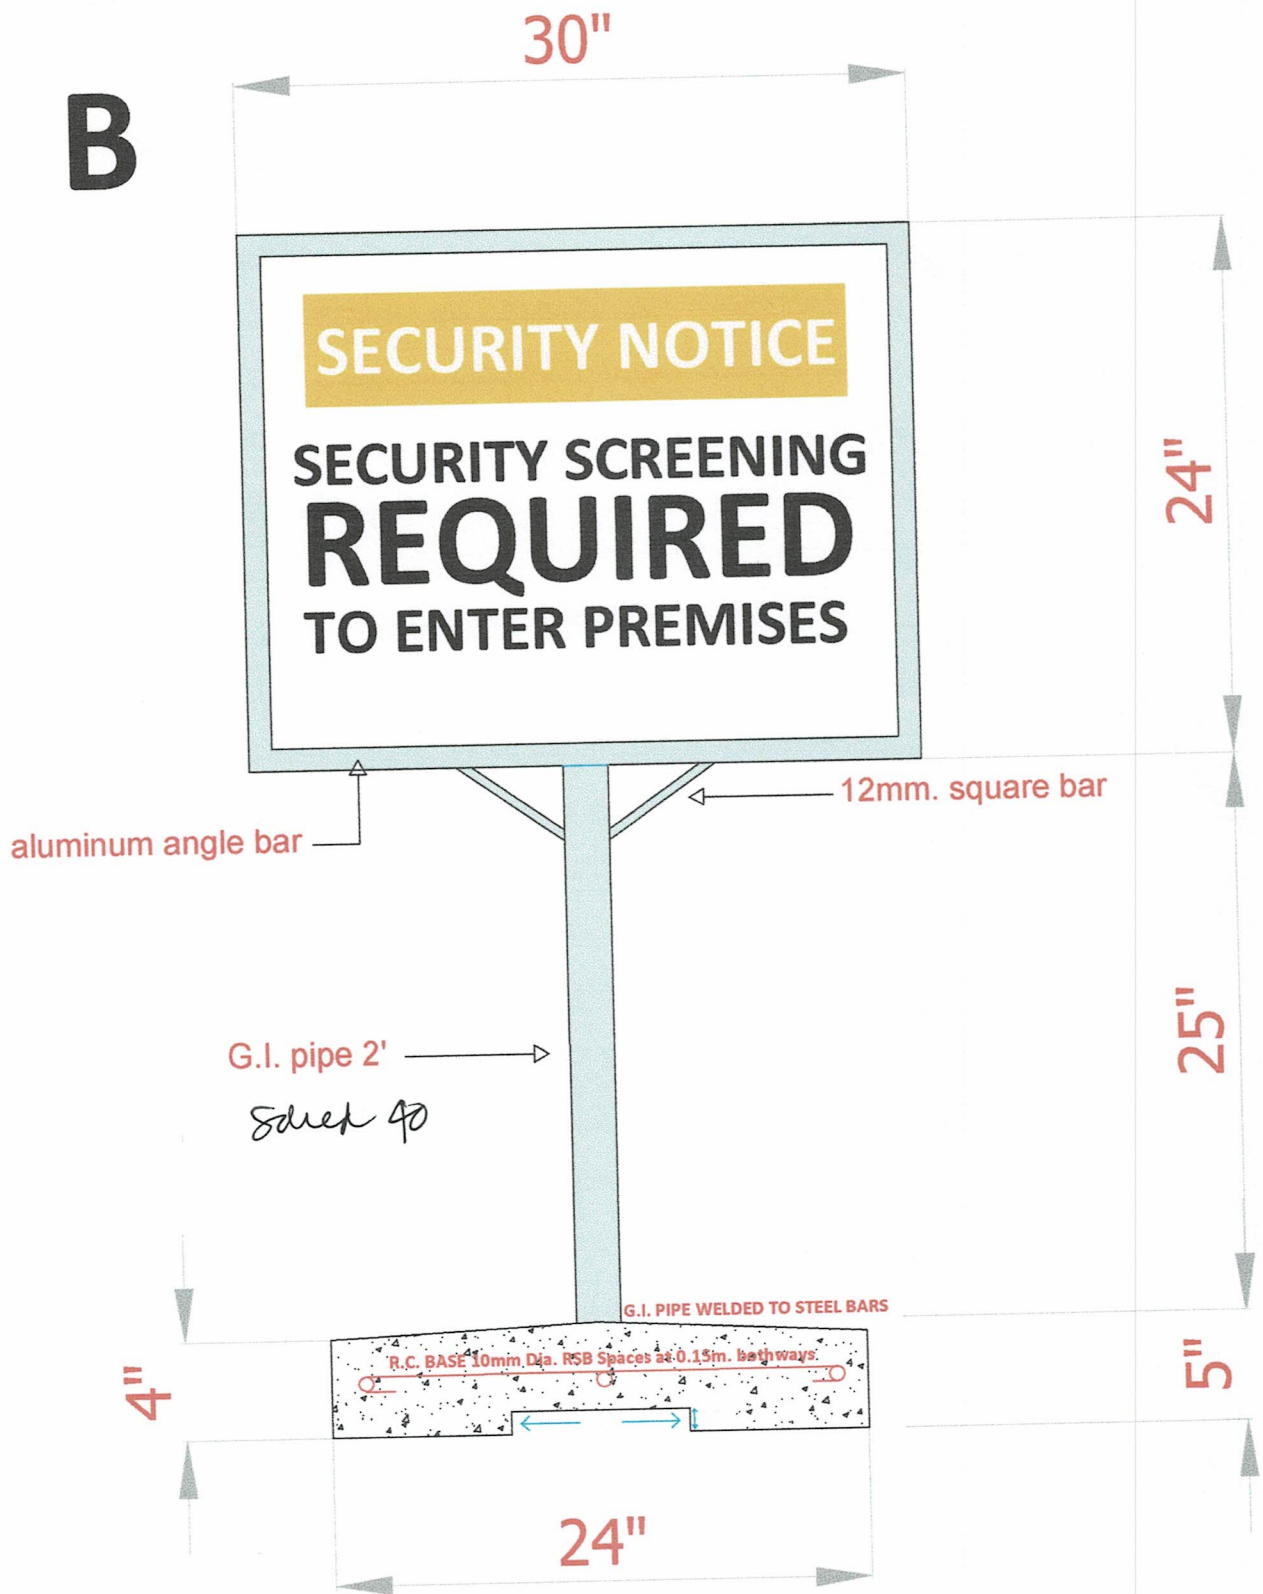 30"
B
SECURITY NOTICE
SECURITY SCREENING
REQUIRED
TO ENTER PREMISES
24"
12mm. square bar
aluminum angle bar
25"
G.I. pipe 2'
Sched 40
G.I. PIPE WELDED TO STEEL BARS
R.C. BASE 10mm Dia. RSB Spaces at 0.15m. bothways.
4"
5"
24"